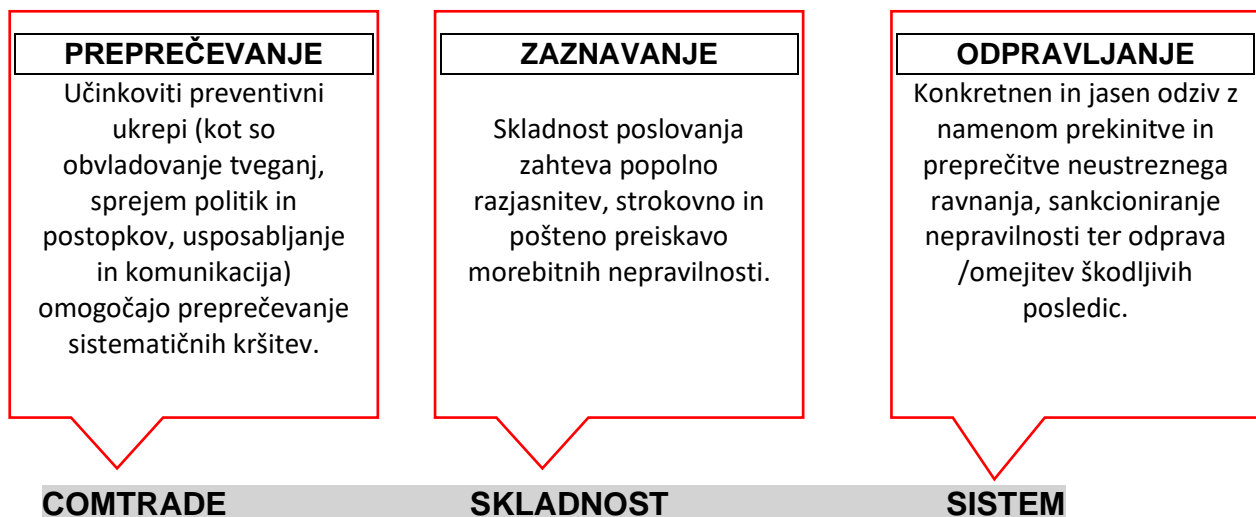 PREPREČEVANJE
Učinkoviti preventivni
ukrepi (kot so
obvladovanje tveganj,
sprejem politik in
postopkov, usposabljanje
in komunikacija)
omogočajo preprečevanje
sistematičnih kršitev.
ZAZNAVANJE
Skladnost poslovanja
zahteva popolno
razjasnitev, strokovno in
pošteno preiskavo
morebitnih nepravilnosti.
ODPRAVLJANJE
Konkretnen in jasen odziv z
namenom prekinitve in
preprečitve neustreznega
ravnanja, sankcioniranje
nepravilnosti ter odprava
/omejitev škodljivih
posledic.
COMTRADE SKLADNOST SISTEM